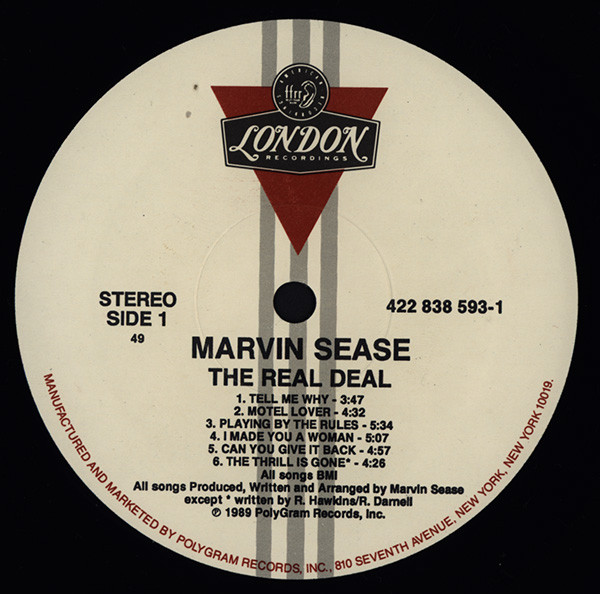 AMERICAN
ffrr
LONDON
RECORDINGS
STEREO
SIDE 1
49
422 838 593-1
MARVIN SEASE
THE REAL DEAL
1. TELL ME WHY - 3:47
2. MOTEL LOVER - 4:32
3. PLAYING BY THE RULES - 5:34
4. I MADE YOU A WOMAN - 5:07
5. CAN YOU GIVE IT BACK - 4:57
6. THE THRILL IS GONE* - 4:26
All songs BMI
All songs Produced, Written and Arranged by Marvin Sease
except * written by R. Hawkins/R. Darnell
℗ 1989 PolyGram Records, Inc.
MANUFACTURED AND MARKETED BY POLYGRAM RECORDS, INC., 810 SEVENTH AVENUE, NEW YORK, NEW YORK 10019.